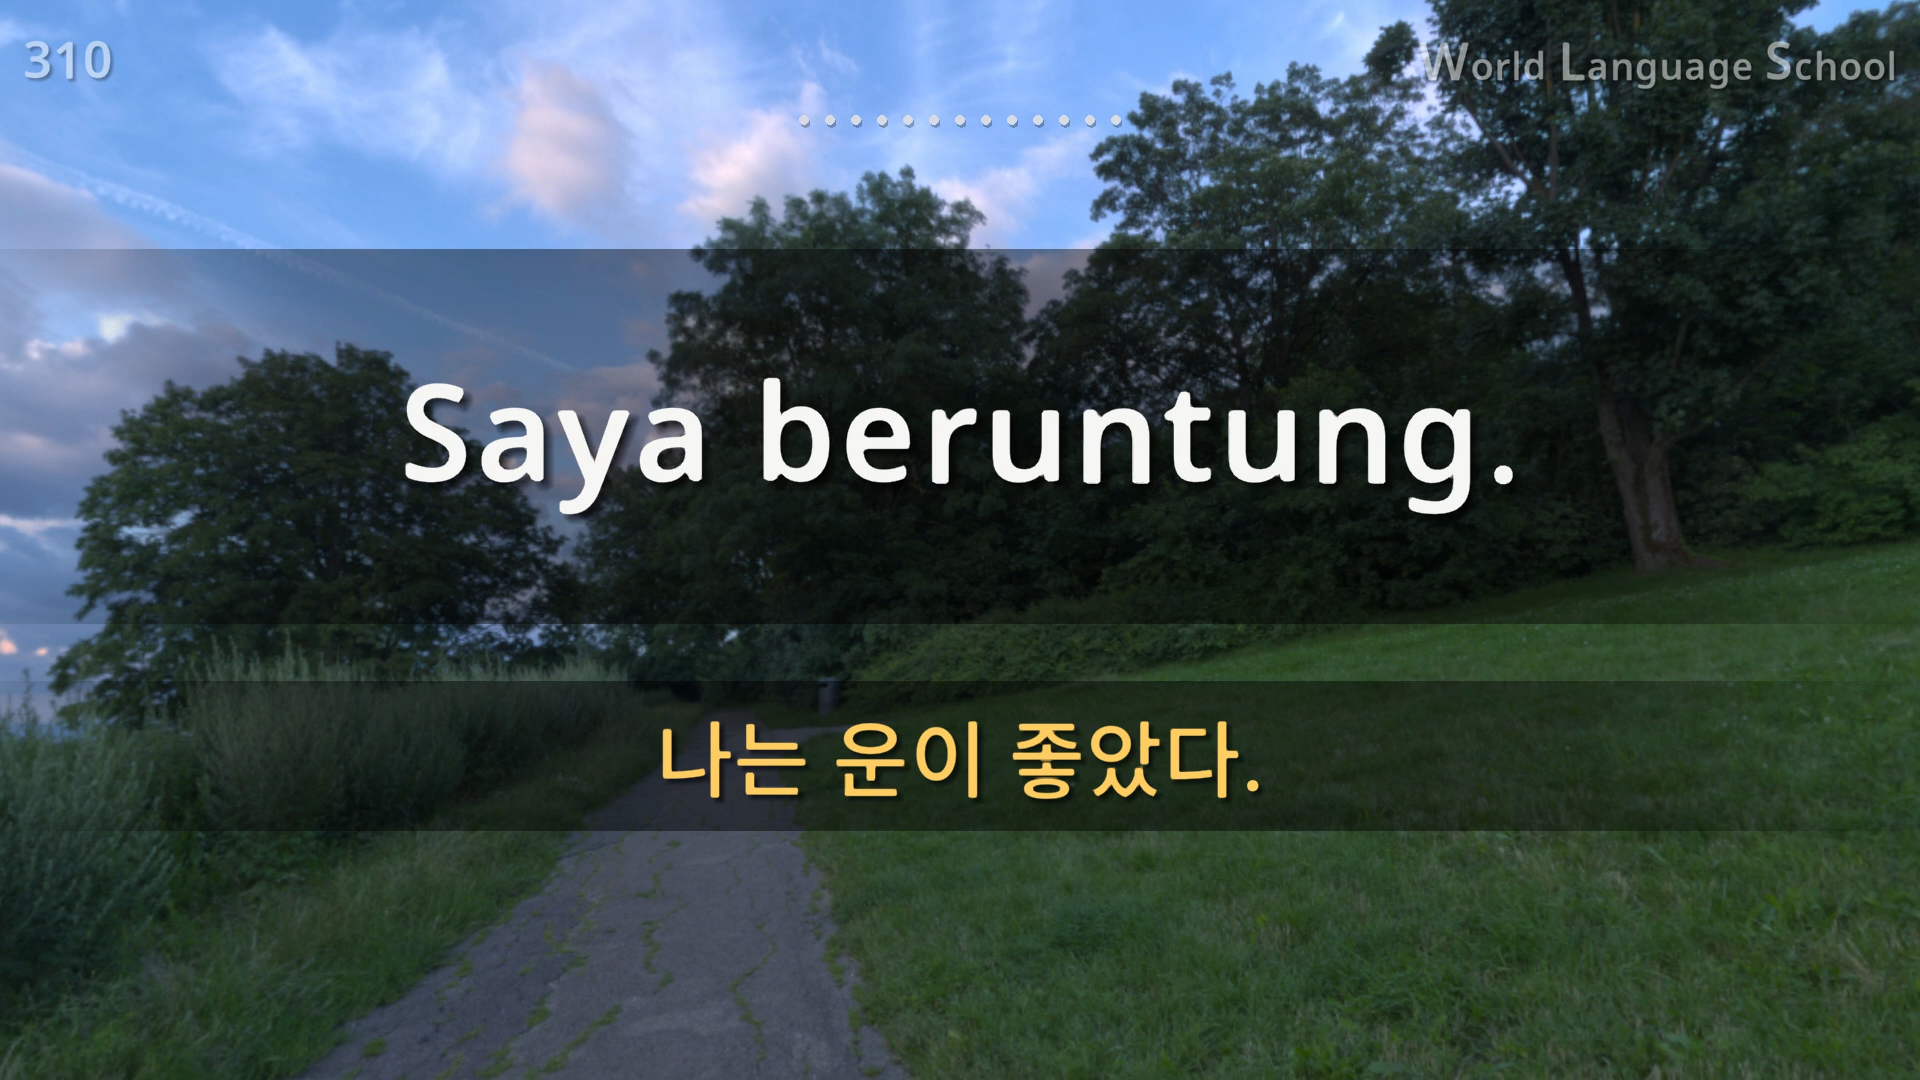 310
World Language School
Saya beruntung.
나는 운이 좋았다.